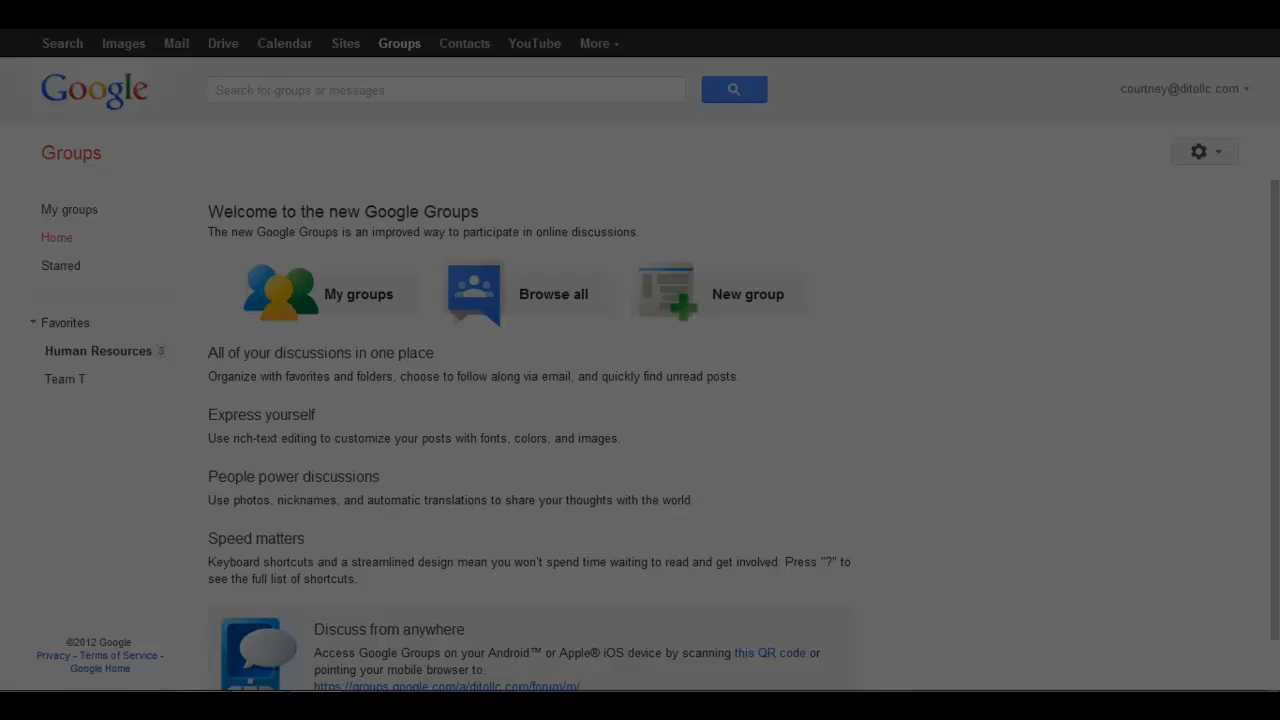 Search Images Mail Drive Calendar Sites Groups Contacts YouTube More
Google
Search for groups or messages
courtney@ditollc.com
Groups
My groups
Home
Starred
Favorites
Human Resources 3
Team T
Welcome to the new Google Groups
The new Google Groups is an improved way to participate in online discussions.
My groups
Browse all
New group
All of your discussions in one place
Organize with favorites and folders, choose to follow along via email, and quickly find unread posts.
Express yourself
Use rich-text editing to customize your posts with fonts, colors, and images.
People power discussions
Use photos, nicknames, and automatic translations to share your thoughts with the world.
Speed matters
Keyboard shortcuts and a streamlined design mean you won't spend time waiting to read and get involved. Press "?" to
see the full list of shortcuts.
Discuss from anywhere
Access Google Groups on your Android™ or Apple® iOS device by scanning this QR code or
pointing your mobile browser to:
https://groups.google.com/a/ditollc.com/forum/m/
©2012 Google
Privacy - Terms of Service -
Google Home